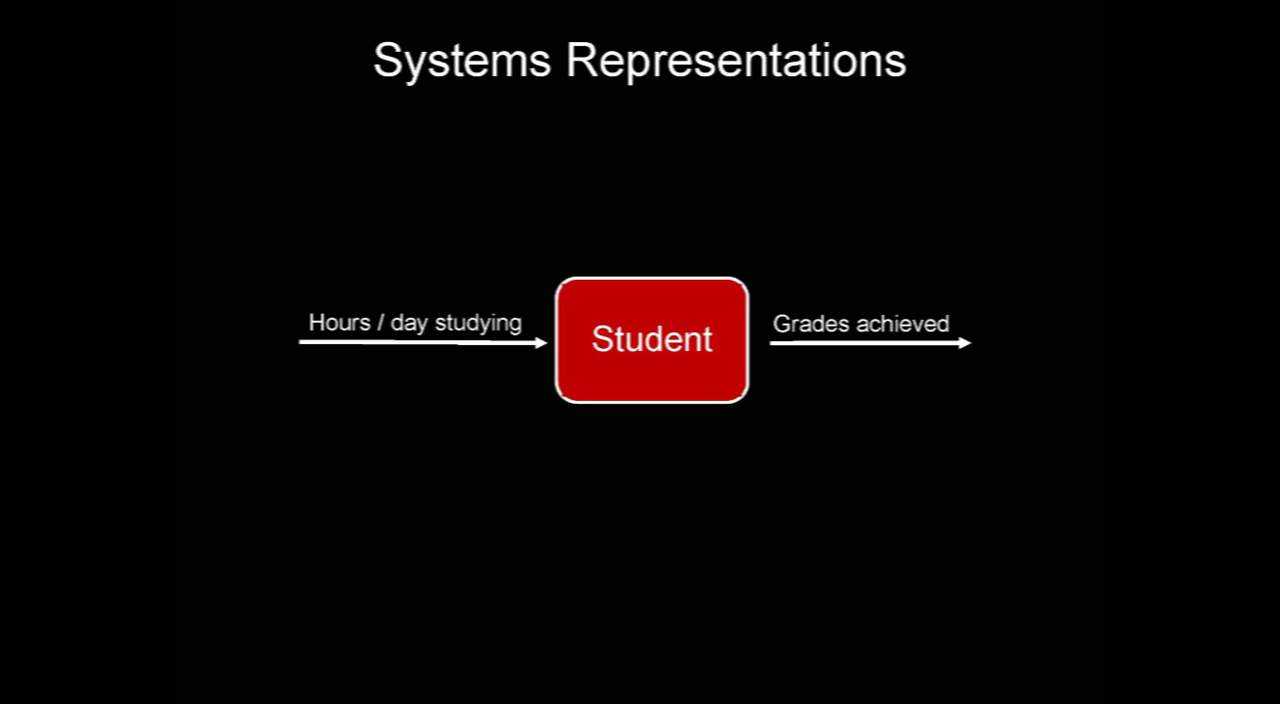 Systems Representations
Hours / day studying
Student
Grades achieved